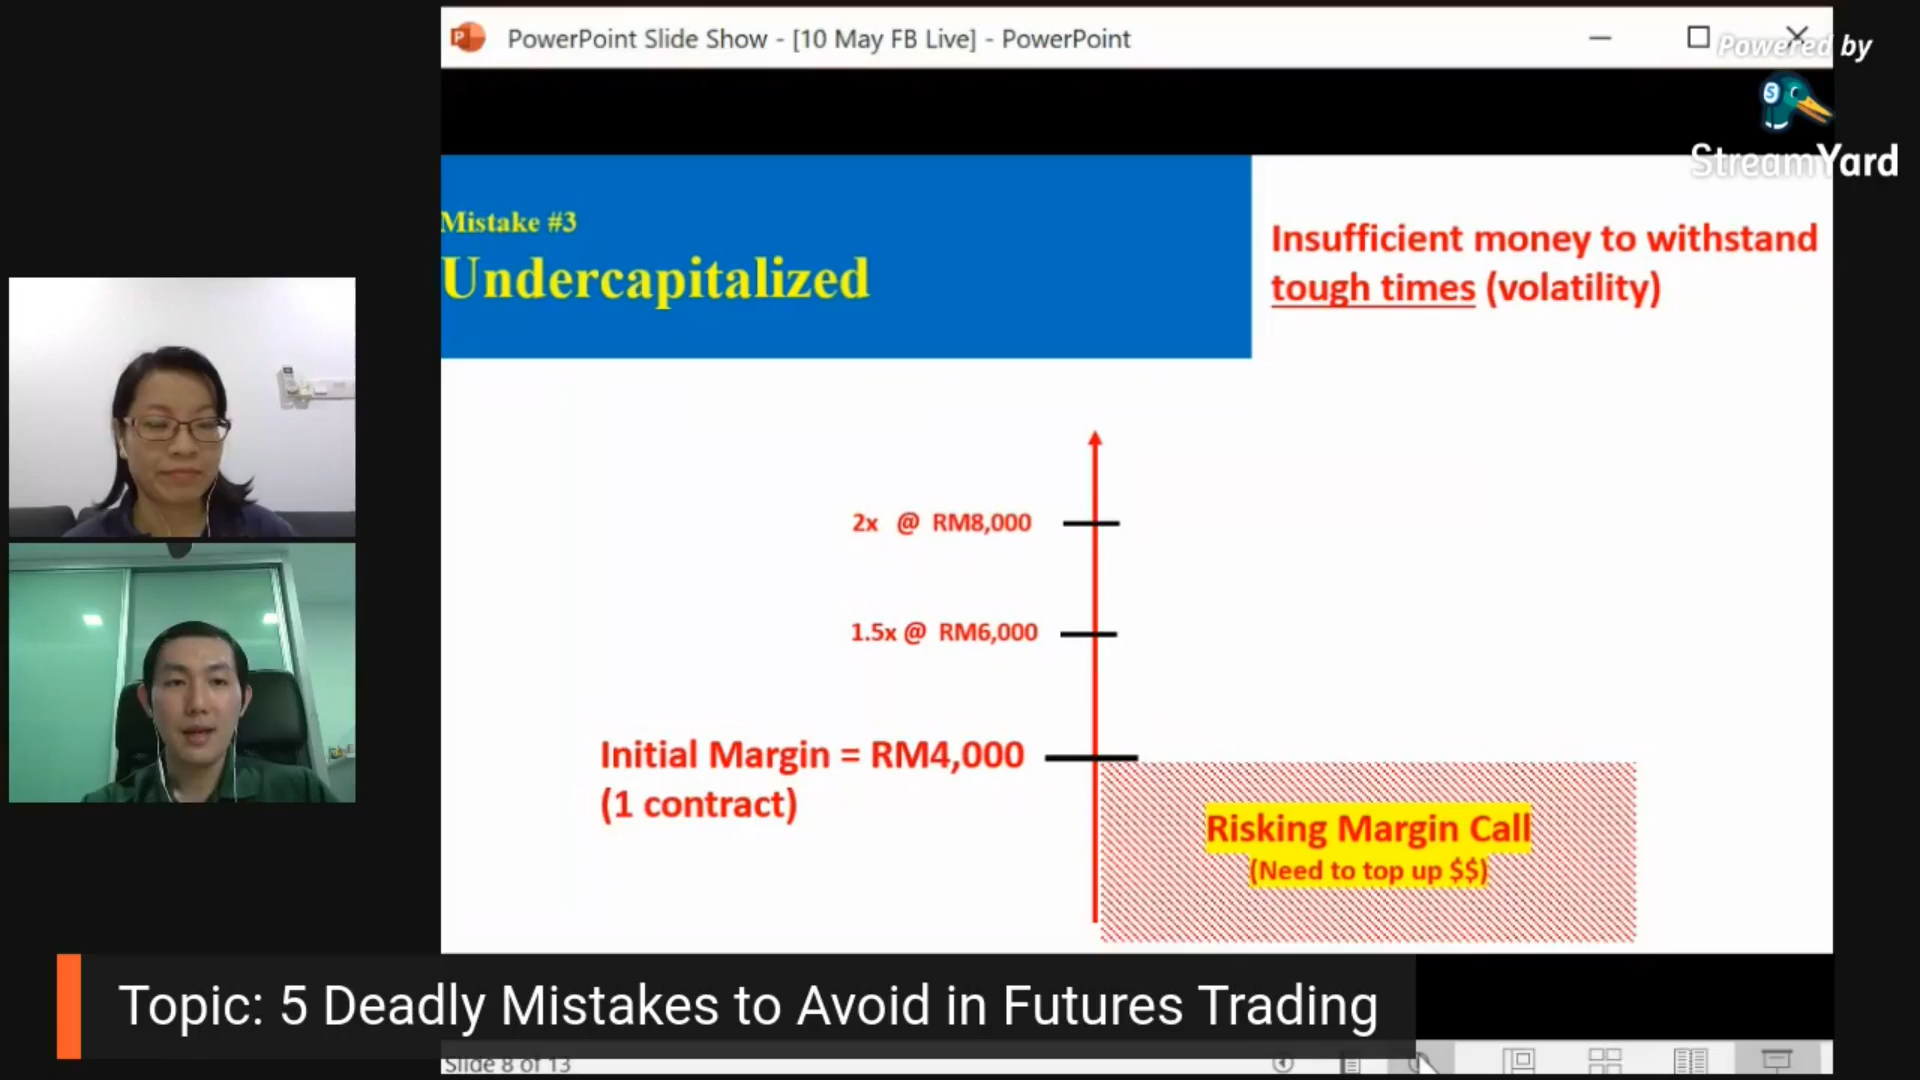 PowerPoint Slide Show - [10 May FB Live] - PowerPoint
Powered by
StreamYard
Mistake #3
Undercapitalized
Insufficient money to withstand
tough times (volatility)
2x @ RM8,000
1.5x @ RM6,000
Initial Margin = RM4,000
(1 contract)
Risking Margin Call
(Need to top up $$)
Topic: 5 Deadly Mistakes to Avoid in Futures Trading
Slide 8 of 13